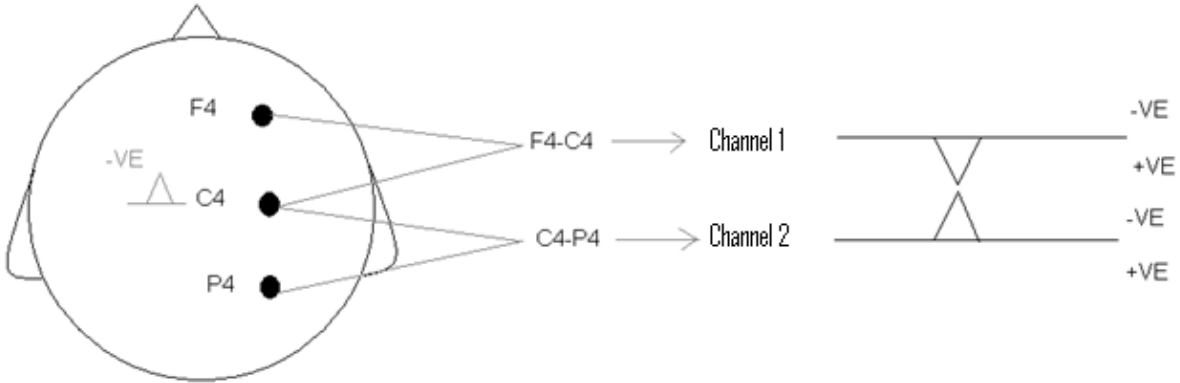 F4
-VE
C4
P4
F4-C4
Channel 1
C4-P4
Channel 2
-VE
+VE
-VE
+VE